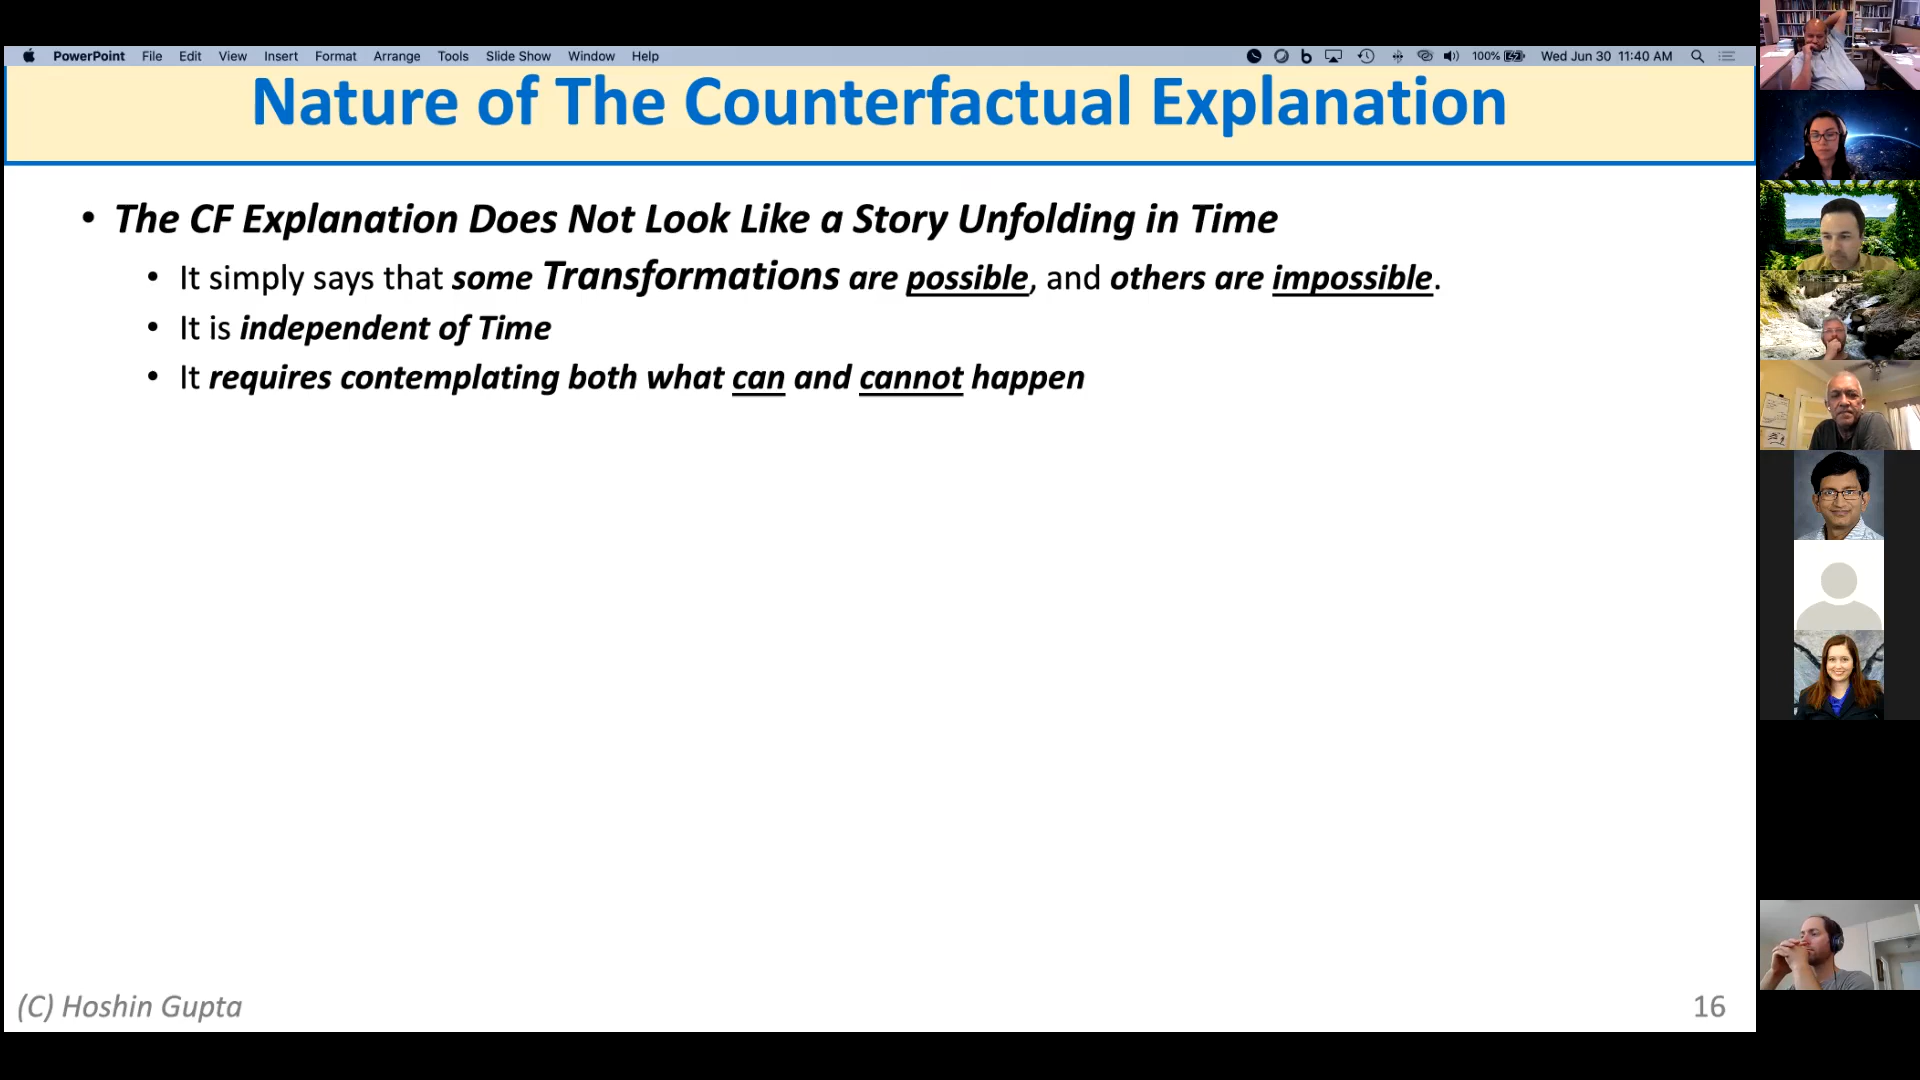 PowerPoint File Edit View Insert Format Arrange Tools Slide Show Window Help 100% Wed Jun 30 11:40 AM
Nature of The Counterfactual Explanation
• The CF Explanation Does Not Look Like a Story Unfolding in Time
• It simply says that some Transformations are possible, and others are impossible.
• It is independent of Time
• It requires contemplating both what can and cannot happen
(C) Hoshin Gupta
16